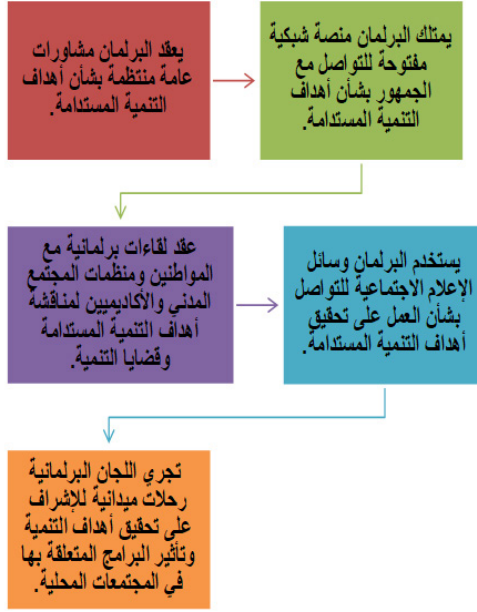 يعقد البرلمان مشاورات
عامة منتظمة بشأن أهداف
التنمية المستدامة.
يمتلك البرلمان منصة شبكية
مفتوحة للتواصل مع
الجمهور بشأن أهداف
التنمية المستدامة.
عقد لقاءات برلمانية مع
المواطنين ومنظمات المجتمع
المدني والأكاديميين لمناقشة
أهداف التنمية المستدامة
وقضايا التنمية.
يستخدم البرلمان وسائل
الإعلام الاجتماعية للتواصل
بشأن العمل على تحقيق
أهداف التنمية المستدامة.
تجري اللجان البرلمانية
رحلات ميدانية للإشراف
على تحقيق أهداف التنمية
وتأثير البرامج المتعلقة بها
في المجتمعات المحلية.